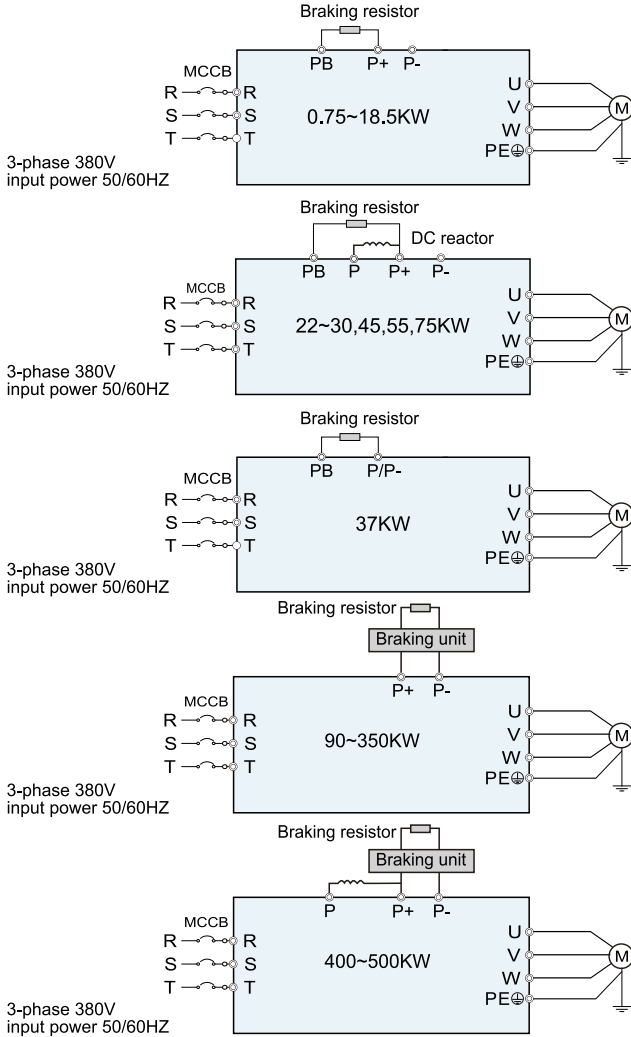 Braking resistor
PB P+ P-
MCCB
R R
S S
T T
0.75~18.5KW
U
V
W
PE
M
3-phase 380V
input power 50/60HZ
Braking resistor
DC reactor
PB P P+ P-
MCCB
R R
S S
T T
22~30,45,55,75KW
U
V
W
PE
M
3-phase 380V
input power 50/60HZ
Braking resistor
PB P/P-
MCCB
R R
S S
T T
37KW
U
V
W
PE
M
3-phase 380V
input power 50/60HZ
Braking resistor
Braking unit
P+ P-
MCCB
R R
S S
T T
90~350KW
U
V
W
PE
M
3-phase 380V
input power 50/60HZ
Braking resistor
Braking unit
P P+ P-
MCCB
R R
S S
T T
400~500KW
U
V
W
PE
M
3-phase 380V
input power 50/60HZ